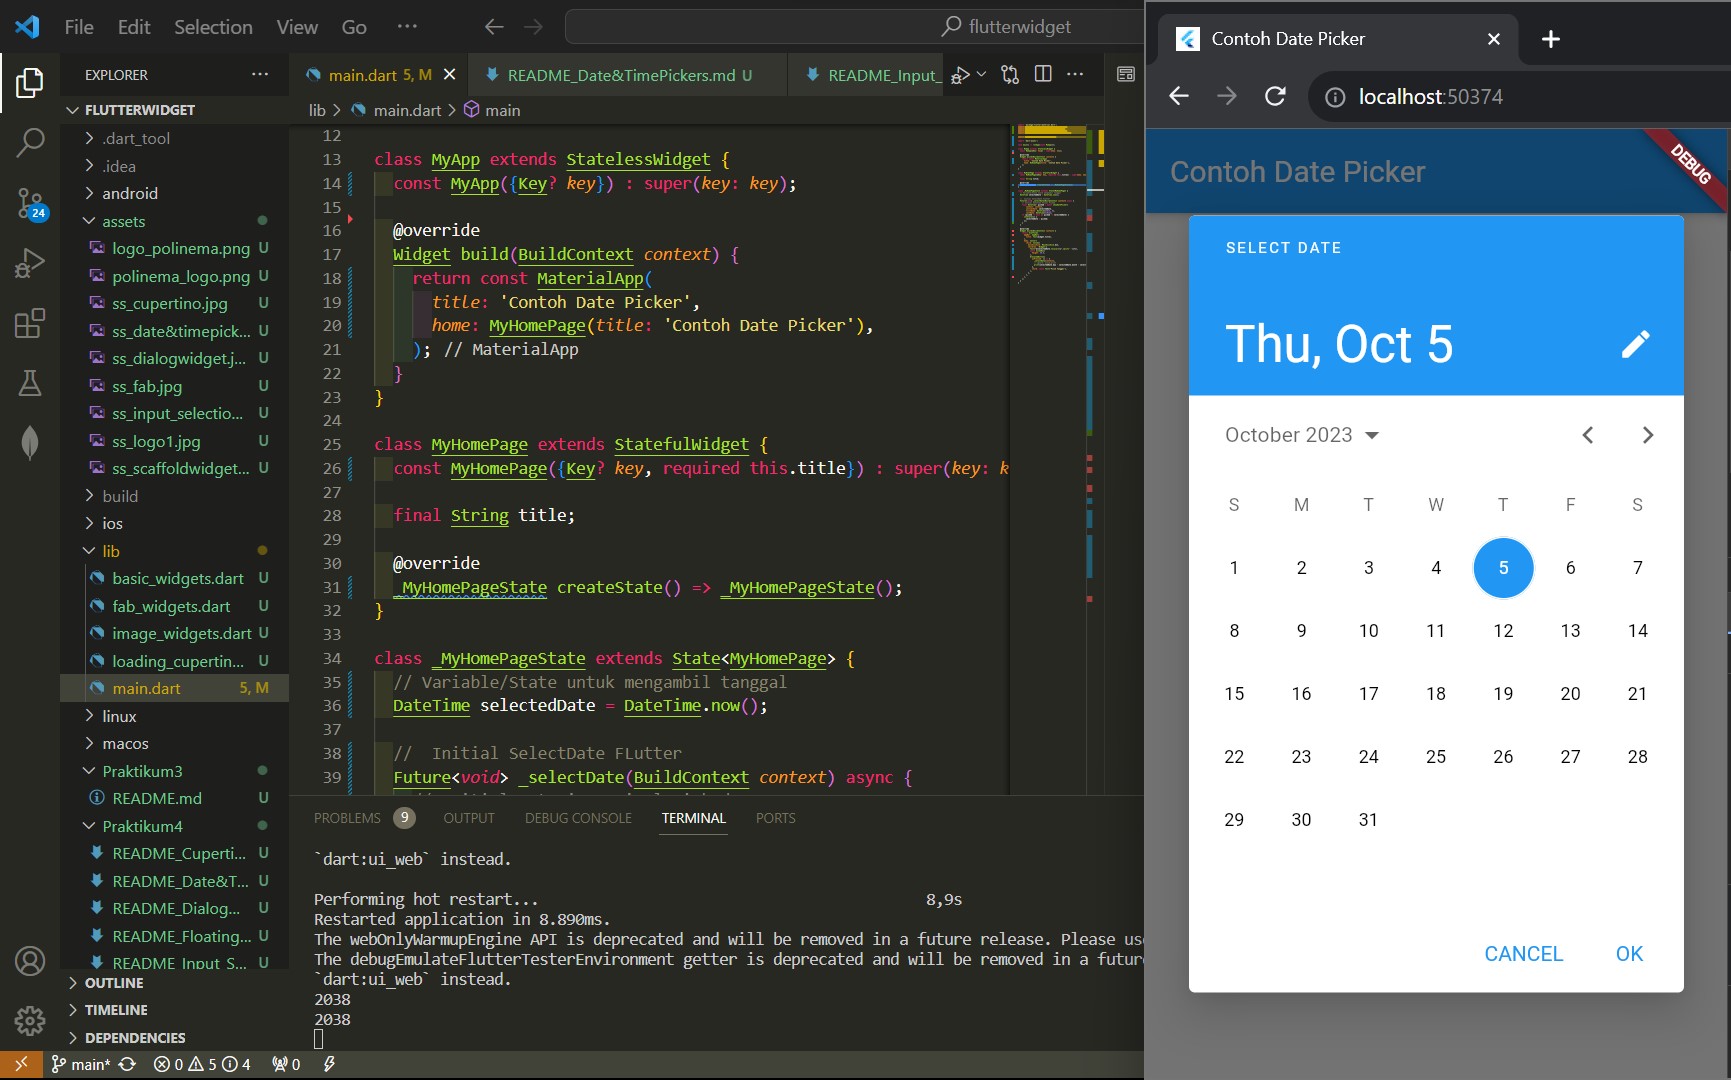 File Edit Selection View Go ···
flutterwidget
EXPLORER
FLUTTERWIDGET
.dart_tool
.idea
android
assets
logo_polinema.png U
polinema_logo.png U
ss_cupertino.jpg U
ss_date&timepick... U
ss_dialogwidget.j... U
ss_fab.jpg U
ss_input_selectio... U
ss_logo1.jpg U
ss_scaffoldwidget... U
build
ios
lib
basic_widgets.dart U
fab_widgets.dart U
image_widgets.dart U
loading_cupertin... U
main.dart 5, M
linux
macos
Praktikum3
README.md U
Praktikum4
README_Cuperti... U
README_Date&T... U
README_Dialog... U
README_Floating... U
README_Input_S... U
OUTLINE
TIMELINE
DEPENDENCIES
24
main.dart 5, M
README_Date&TimePickers.md U
README_Input_
lib > main.dart > main
12
13 class MyApp extends StatelessWidget {
14 const MyApp({Key? key}) : super(key: key);
15
16 @override
17 Widget build(BuildContext context) {
18 return const MaterialApp(
19 title: 'Contoh Date Picker',
20 home: MyHomePage(title: 'Contoh Date Picker'),
21 ); // MaterialApp
22 }
23 }
24
25 class MyHomePage extends StatefulWidget {
26 const MyHomePage({Key? key, required this.title}) : super(key: k
27
28 final String title;
29
30 @override
31 _MyHomePageState createState() => _MyHomePageState();
32 }
33
34 class _MyHomePageState extends State<MyHomePage> {
35 // Variable/State untuk mengambil tanggal
36 DateTime selectedDate = DateTime.now();
37
38 //  Initial SelectDate FLutter
39 Future<void> _selectDate(BuildContext context) async {
PROBLEMS 9 OUTPUT DEBUG CONSOLE TERMINAL PORTS
`dart:ui_web` instead.
Performing hot restart... 8,9s
Restarted application in 8.890ms.
The webOnlyWarmupEngine API is deprecated and will be removed in a future release. Please us
The debugEmulateFlutterTesterEnvironment getter is deprecated and will be removed in a futur
`dart:ui_web` instead.
2038
2038
main* 0 5 4 0
Contoh Date Picker
localhost:50374
Contoh Date Picker
DEBUG
SELECT DATE
Thu, Oct 5
October 2023
S M T W T F S
1 2 3 4 5 6 7
8 9 10 11 12 13 14
15 16 17 18 19 20 21
22 23 24 25 26 27 28
29 30 31
CANCEL OK